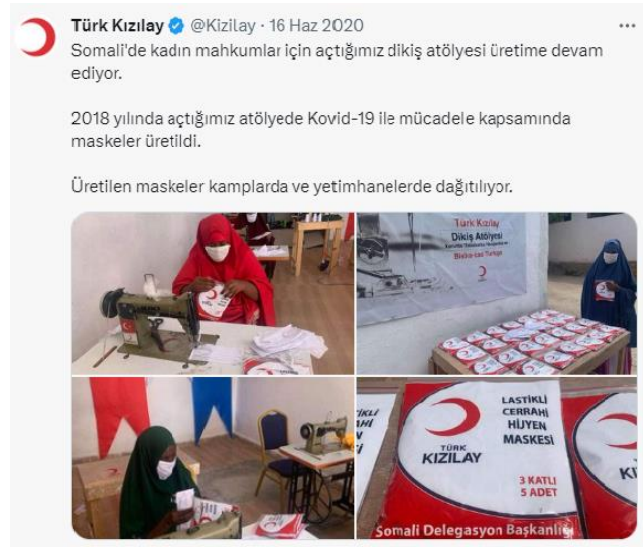 Türk Kızılay @Kizilay · 16 Haz 2020
Somali'de kadın mahkumlar için açtığımız dikiş atölyesi üretime devam
ediyor.
2018 yılında açtığımız atölyede Kovid-19 ile mücadele kapsamında
maskeler üretildi.
Üretilen maskeler kamplarda ve yetimhanelerde dağıtılıyor.
Türk Kızılay
Dikiş Atölyesi
LASTİKLİ
CERRAHİ
HİJYEN
MASKESİ
TÜRK
KIZILAY
3 KATLI
5 ADET
Somali Delegasyon Başkanlığı